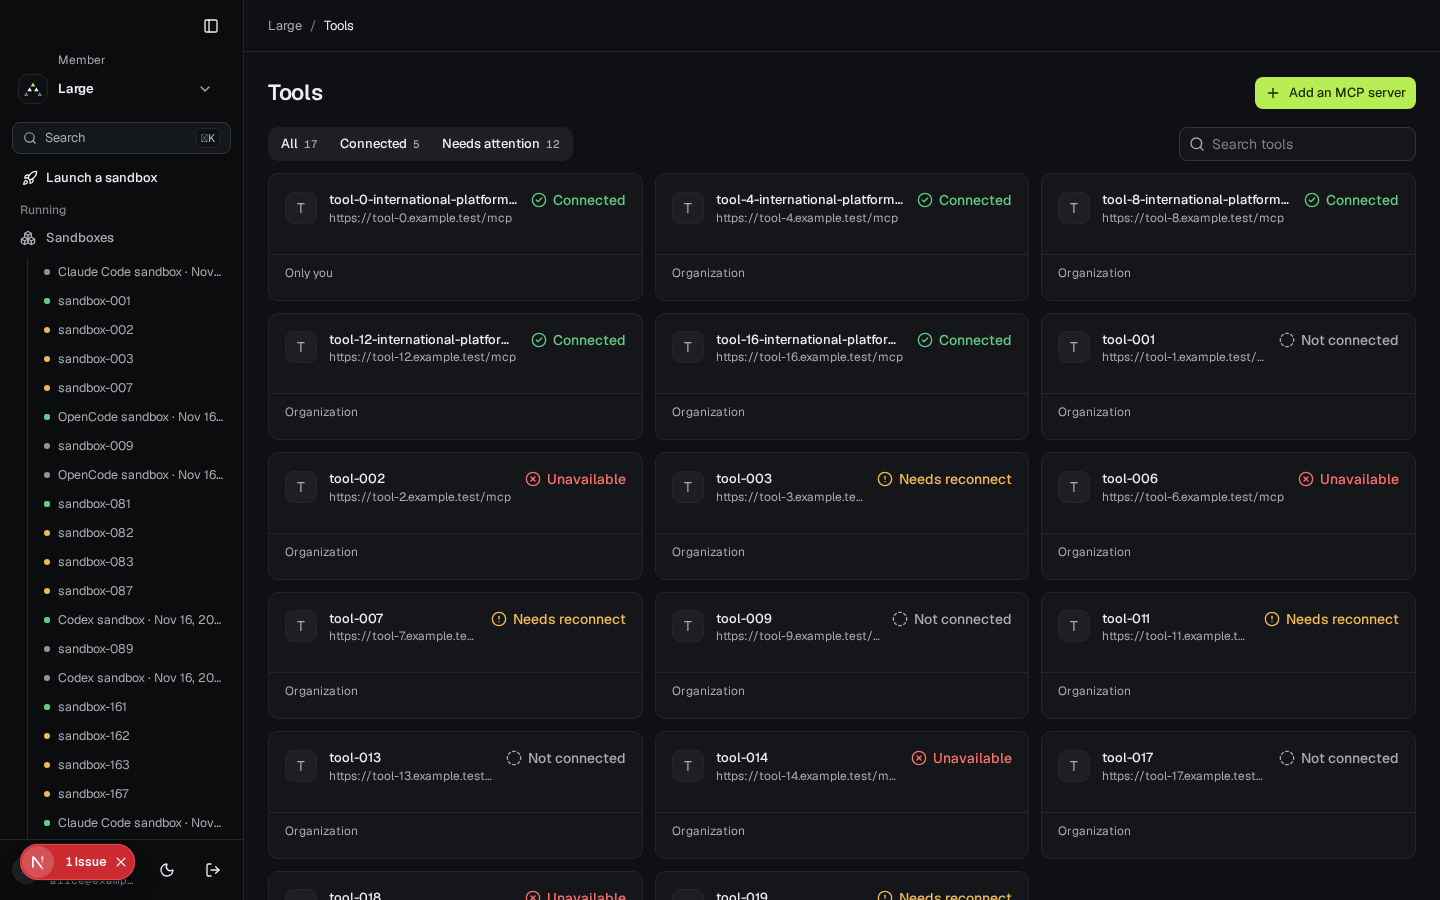 Member
Large
Search
K
Launch a sandbox
Running
Sandboxes
Claude Code sandbox · Nov…
sandbox-001
sandbox-002
sandbox-003
sandbox-007
OpenCode sandbox · Nov 16…
sandbox-009
OpenCode sandbox · Nov 16…
sandbox-081
sandbox-082
sandbox-083
sandbox-087
Codex sandbox · Nov 16, 20…
sandbox-089
Codex sandbox · Nov 16, 20…
sandbox-161
sandbox-162
sandbox-163
sandbox-167
Claude Code sandbox · Nov…
N 1 Issue
Large / Tools
Tools
Add an MCP server
All 17 Connected 5 Needs attention 12
Search tools
T tool-0-international-platform… Connected
https://tool-0.example.test/mcp
Only you
T tool-4-international-platform… Connected
https://tool-4.example.test/mcp
Organization
T tool-8-international-platform… Connected
https://tool-8.example.test/mcp
Organization
T tool-12-international-platfor… Connected
https://tool-12.example.test/mcp
Organization
T tool-16-international-platfor… Connected
https://tool-16.example.test/mcp
Organization
T tool-001 Not connected
https://tool-1.example.test/…
Organization
T tool-002 Unavailable
https://tool-2.example.test/mcp
Organization
T tool-003 Needs reconnect
https://tool-3.example.te…
Organization
T tool-006 Unavailable
https://tool-6.example.test/mcp
Organization
T tool-007 Needs reconnect
https://tool-7.example.te…
Organization
T tool-009 Not connected
https://tool-9.example.test/…
Organization
T tool-011 Needs reconnect
https://tool-11.example.t…
Organization
T tool-013 Not connected
https://tool-13.example.test…
Organization
T tool-014 Unavailable
https://tool-14.example.test/m…
Organization
T tool-017 Not connected
https://tool-17.example.test…
Organization
tool-018 Unavailable
tool-019 Needs reconnect